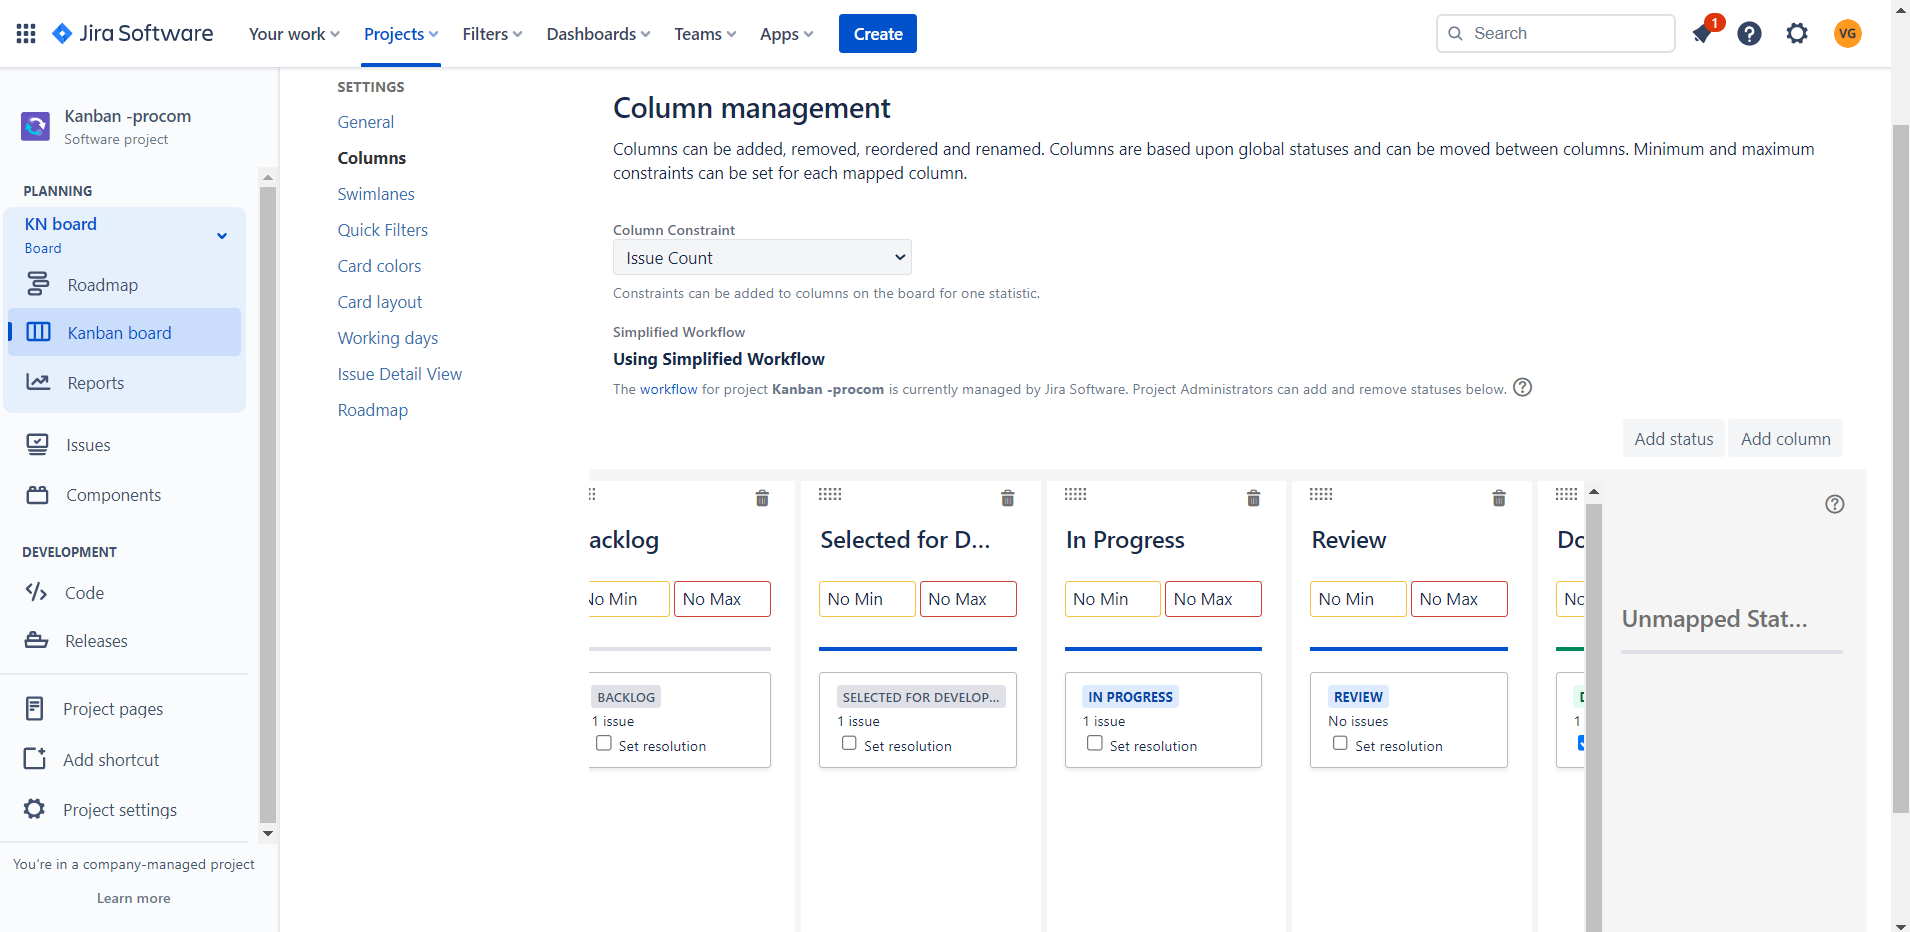 Jira Software
Your work
Projects
Filters
Dashboards
Teams
Apps
Create
Search
1
VG
Kanban -procom
Software project
PLANNING
KN board
Board
Roadmap
Kanban board
Reports
Issues
Components
DEVELOPMENT
Code
Releases
Project pages
Add shortcut
Project settings
You're in a company-managed project
Learn more
SETTINGS
General
Columns
Swimlanes
Quick Filters
Card colors
Card layout
Working days
Issue Detail View
Roadmap
Column management
Columns can be added, removed, reordered and renamed. Columns are based upon global statuses and can be moved between columns. Minimum and maximum
constraints can be set for each mapped column.
Column Constraint
Issue Count
Constraints can be added to columns on the board for one statistic.
Simplified Workflow
Using Simplified Workflow
The workflow for project Kanban -procom is currently managed by Jira Software. Project Administrators can add and remove statuses below.
Add status
Add column
acklog
No Min
No Max
BACKLOG
1 issue
Set resolution
Selected for D...
No Min
No Max
SELECTED FOR DEVELOP...
1 issue
Set resolution
In Progress
No Min
No Max
IN PROGRESS
1 issue
Set resolution
Review
No Min
No Max
REVIEW
No issues
Set resolution
Do
No
1
Unmapped Stat...